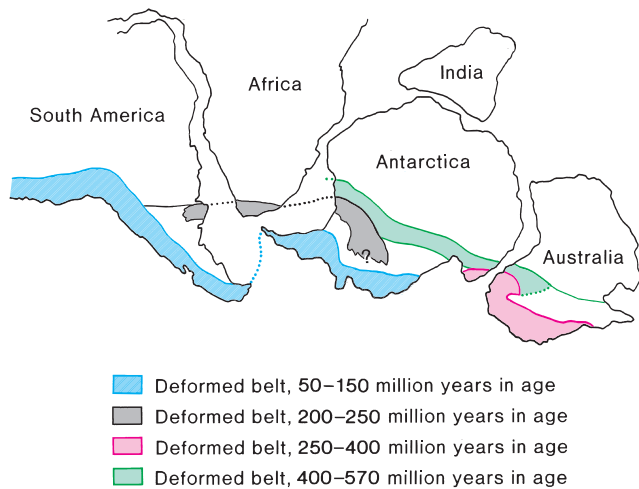 India
Africa
South America
Antarctica
Australia
Deformed belt, 50–150 million years in age
Deformed belt, 200–250 million years in age
Deformed belt, 250–400 million years in age
Deformed belt, 400–570 million years in age